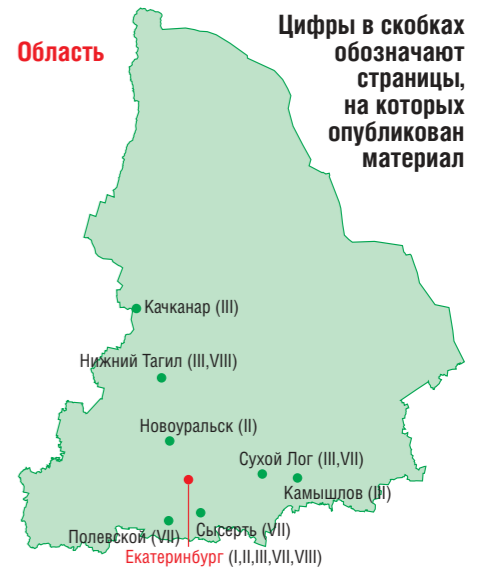 Область
Цифры в скобках
обозначают
страницы,
на которых
опубликован
материал
Качканар (III)
Нижний Тагил (III,VIII)
Новоуральск (II)
Сухой Лог (III,VII)
Камышлов (III)
Сысерть (VII)
Полевской (VII)
Екатеринбург (I,II,III,VII,VIII)